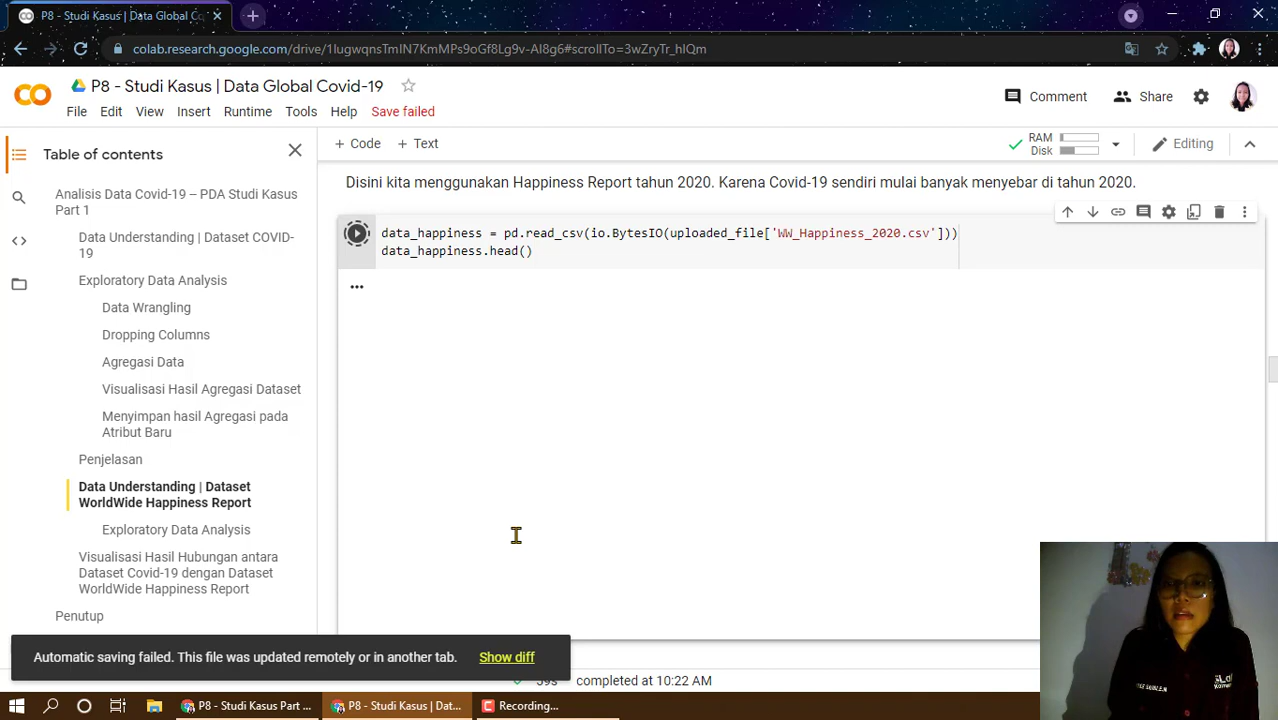 P8 - Studi Kasus | Data Global Co
colab.research.google.com/drive/1lugwqnsTmIN7KmMPs9oGf8Lg9v-AI8g6#scrollTo=3wZryTr_hIQm
P8 - Studi Kasus | Data Global Covid-19
File Edit View Insert Runtime Tools Help Save failed
Comment Share
Table of contents
+ Code + Text
RAM
Disk
Editing
Analisis Data Covid-19 – PDA Studi Kasus
Part 1
Data Understanding | Dataset COVID-
19
Exploratory Data Analysis
Data Wrangling
Dropping Columns
Agregasi Data
Visualisasi Hasil Agregasi Dataset
Menyimpan hasil Agregasi pada
Atribut Baru
Penjelasan
Data Understanding | Dataset
WorldWide Happiness Report
Exploratory Data Analysis
Visualisasi Hasil Hubungan antara
Dataset Covid-19 dengan Dataset
WorldWide Happiness Report
Penutup
Disini kita menggunakan Happiness Report tahun 2020. Karena Covid-19 sendiri mulai banyak menyebar di tahun 2020.
data_happiness = pd.read_csv(io.BytesIO(uploaded_file['WW_Happiness_2020.csv']))
data_happiness.head()
Automatic saving failed. This file was updated remotely or in another tab. Show diff
59s completed at 10:22 AM
P8 - Studi Kasus Part ...
P8 - Studi Kasus | Dat...
Recording...